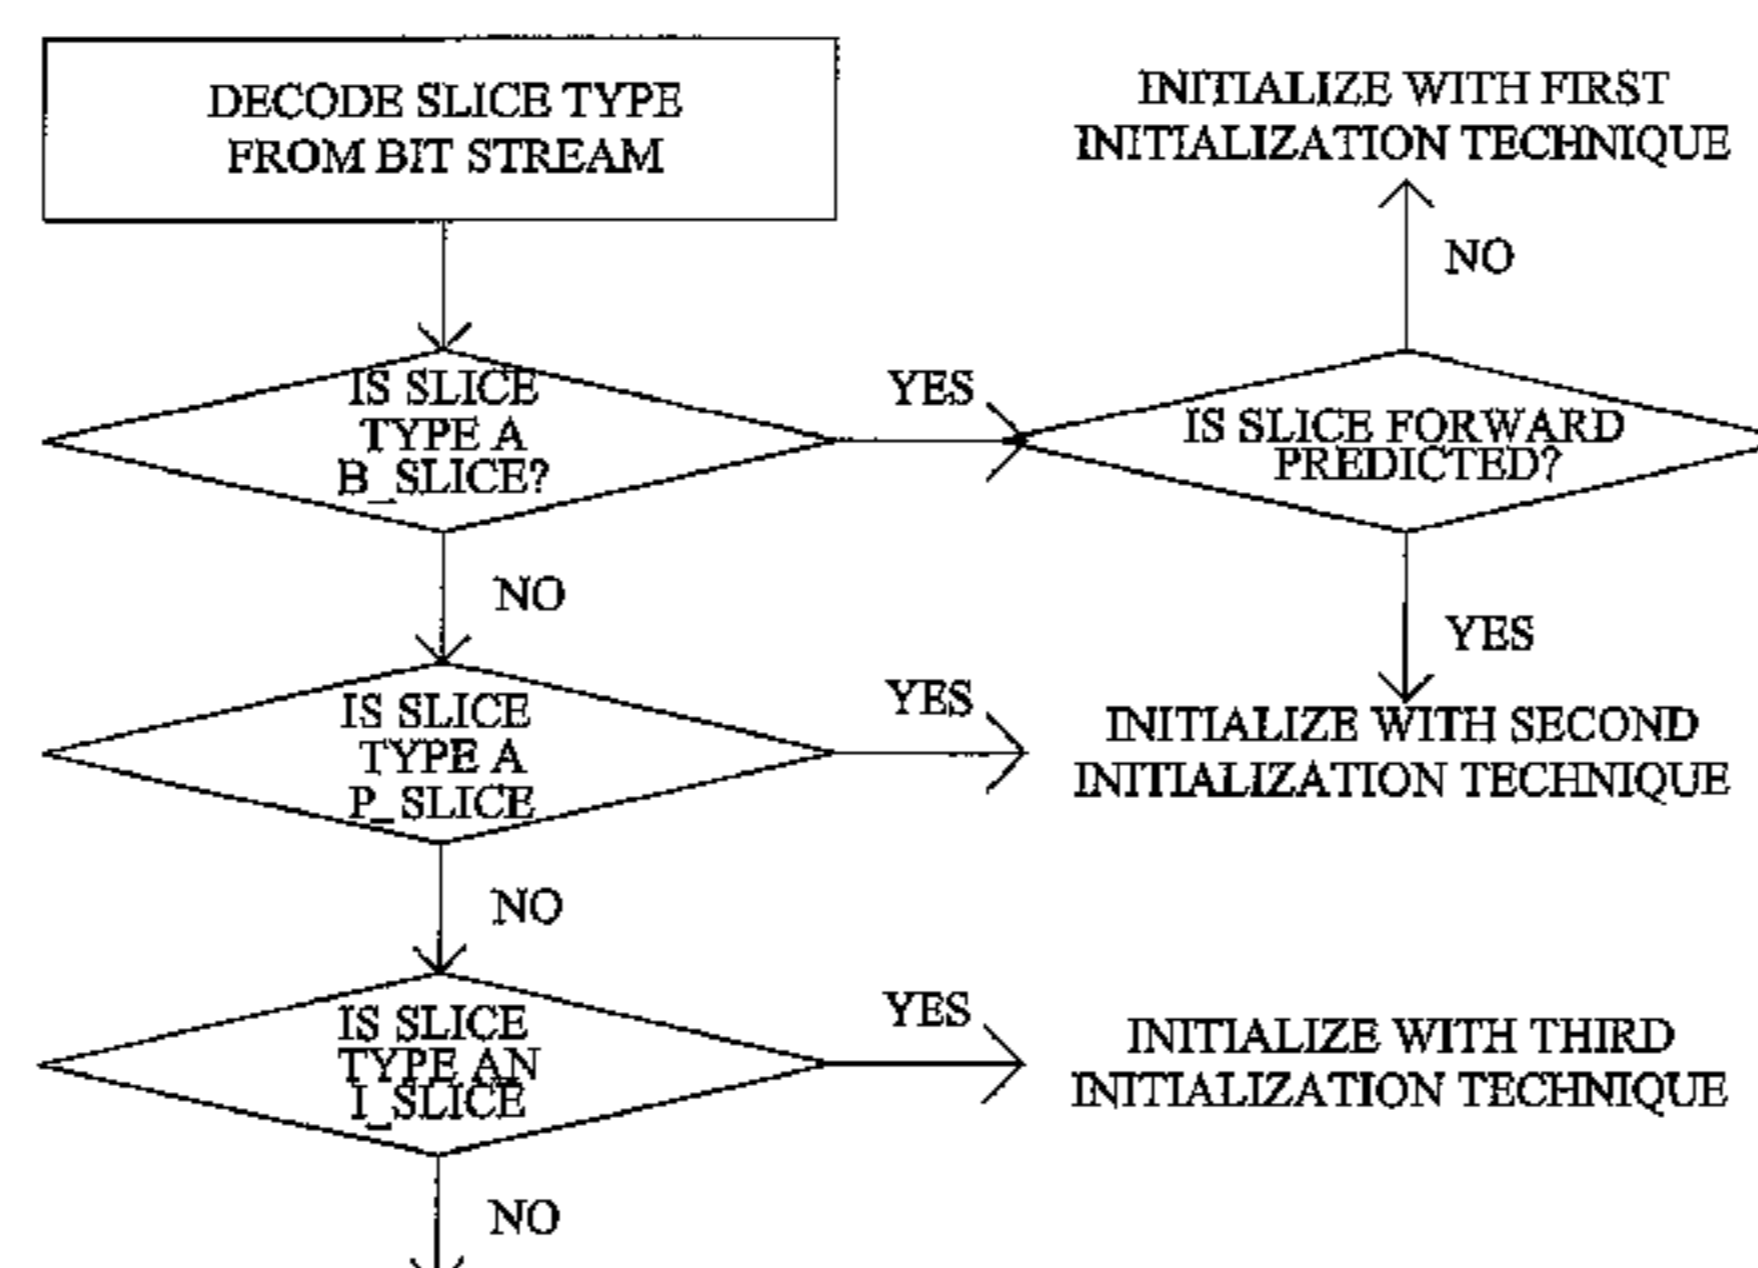 DECODE SLICE TYPE
FROM BIT STREAM
INITIALIZE WITH FIRST
INITIALIZATION TECHNIQUE
NO
IS SLICE
TYPE A
B_SLICE?
YES
IS SLICE FORWARD
PREDICTED?
NO
YES
IS SLICE
TYPE A
P_SLICE
YES
INITIALIZE WITH SECOND
INITIALIZATION TECHNIQUE
NO
IS SLICE
TYPE AN
I_SLICE
YES
INITIALIZE WITH THIRD
INITIALIZATION TECHNIQUE
NO